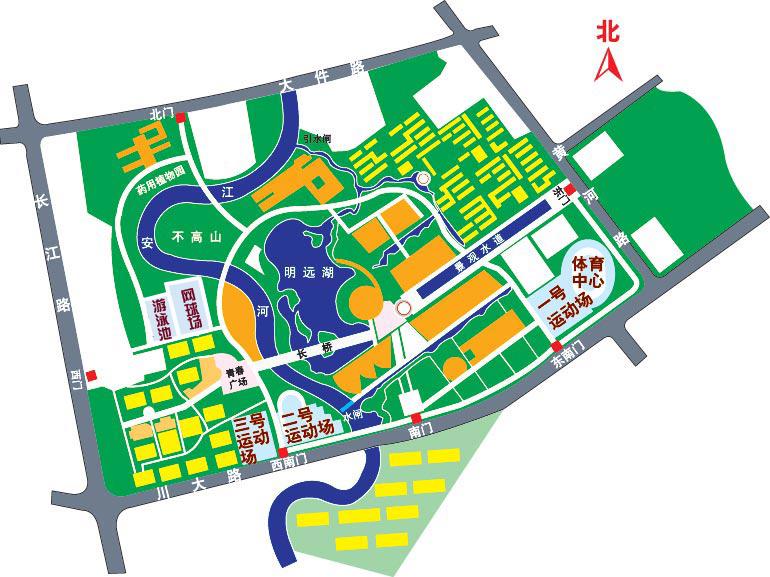 北
大件路
北门
引水闸
黄河路
药用植物园
江安河
不高山
东门
长江路
景观水道
明远湖
体育中心
一号
运动场
网球场
游泳池
长桥
东南门
西门
青春
广场
水闸
二号
运动场
三号
运动场
南门
西南门
川大路